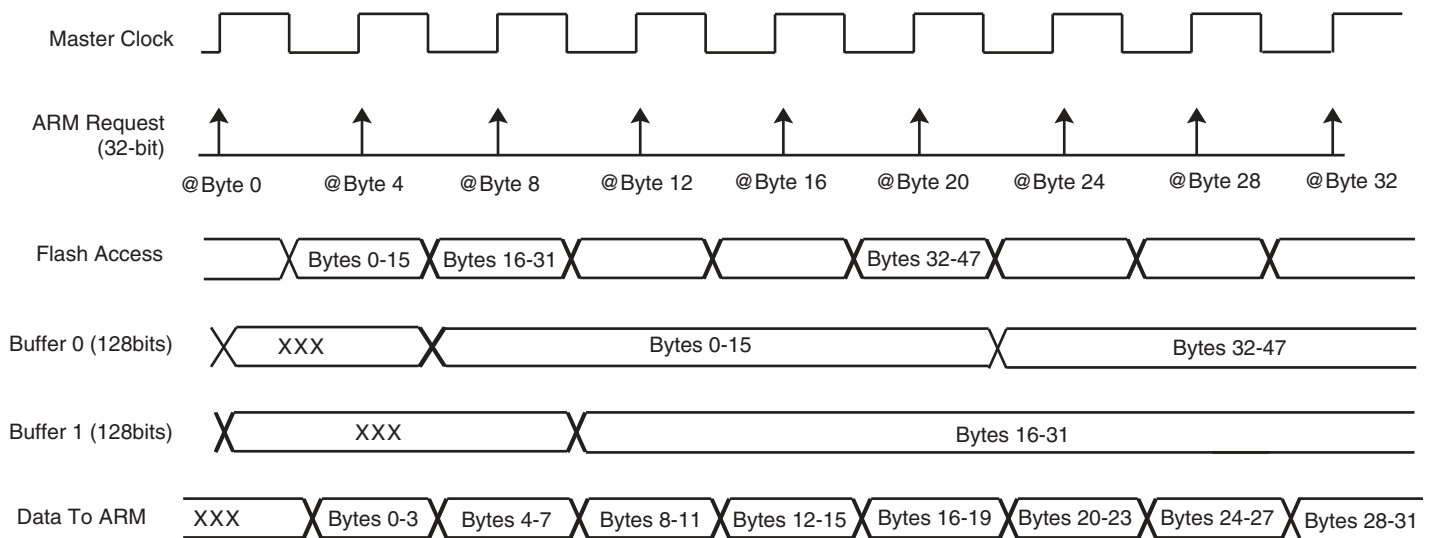 Master Clock
ARM Request
(32-bit)
@Byte 0 @Byte 4 @Byte 8 @Byte 12 @Byte 16 @Byte 20 @Byte 24 @Byte 28 @Byte 32
Flash Access Bytes 0-15 Bytes 16-31 Bytes 32-47
Buffer 0 (128bits) XXX Bytes 0-15 Bytes 32-47
Buffer 1 (128bits) XXX Bytes 16-31
Data To ARM XXX Bytes 0-3 Bytes 4-7 Bytes 8-11 Bytes 12-15 Bytes 16-19 Bytes 20-23 Bytes 24-27 Bytes 28-31